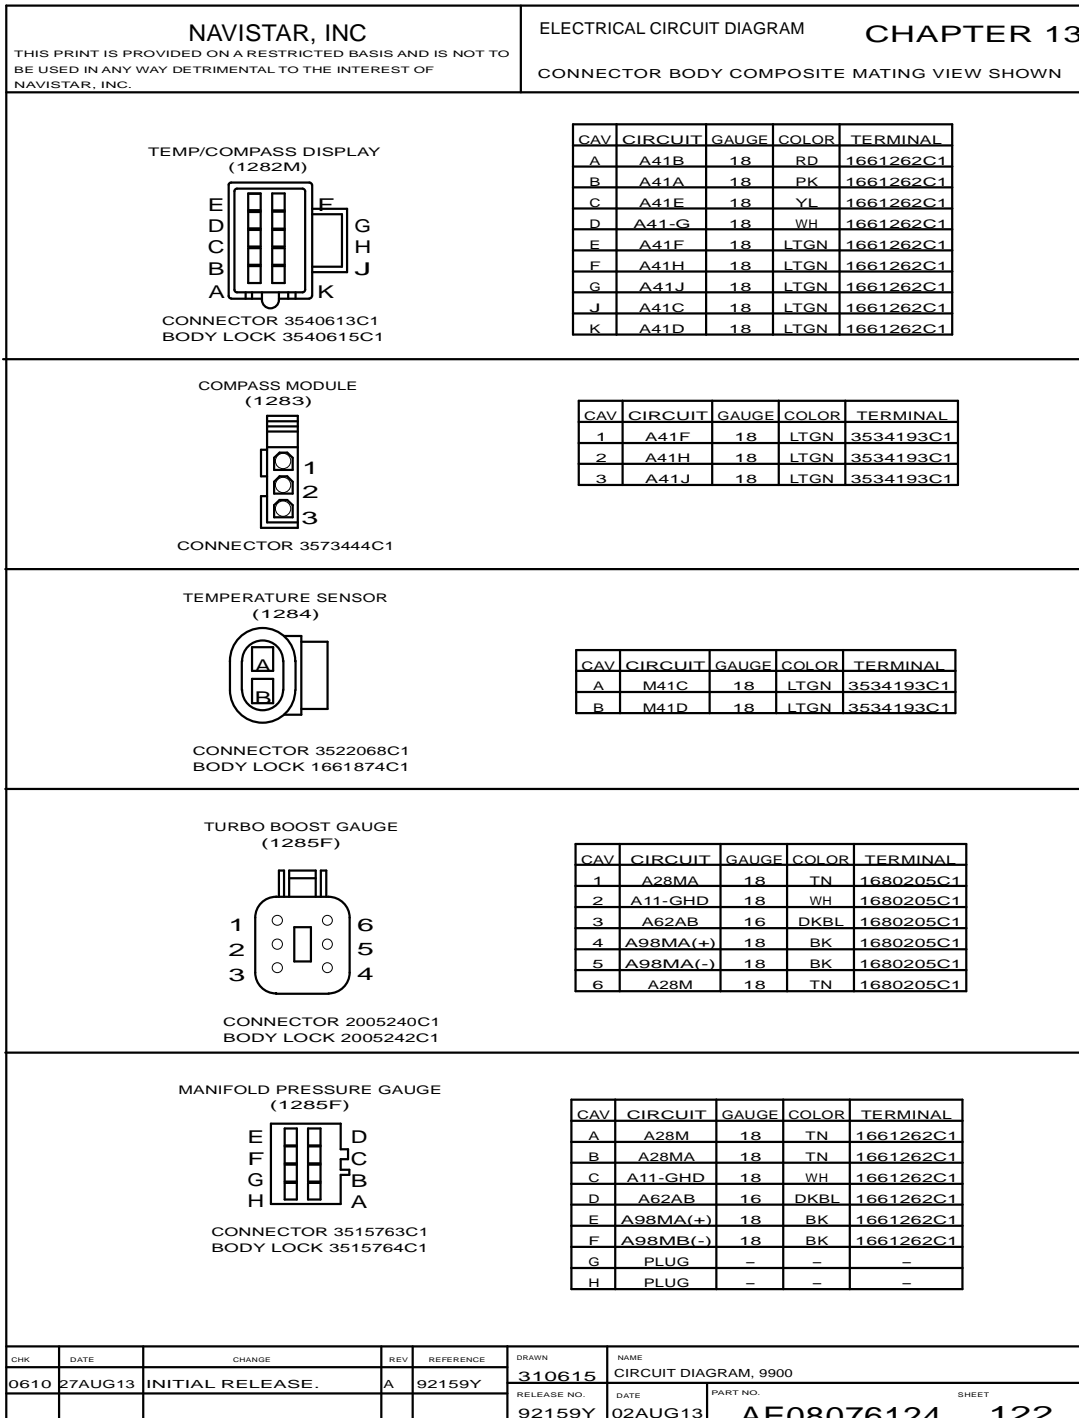 NAVISTAR, INC
THIS PRINT IS PROVIDED ON A RESTRICTED BASIS AND IS NOT TO
BE USED IN ANY WAY DETRIMENTAL TO THE INTEREST OF
NAVISTAR, INC.
ELECTRICAL CIRCUIT DIAGRAM CHAPTER 13
CONNECTOR BODY COMPOSITE MATING VIEW SHOWN
TEMP/COMPASS DISPLAY
(1282M)
E F
D G
C H
B J
A K
CONNECTOR 3540613C1
BODY LOCK 3540615C1
CAV CIRCUIT GAUGE COLOR TERMINAL
A A41B 18 RD 1661262C1
B A41A 18 PK 1661262C1
C A41E 18 YL 1661262C1
D A41-G 18 WH 1661262C1
E A41F 18 LTGN 1661262C1
F A41H 18 LTGN 1661262C1
G A41J 18 LTGN 1661262C1
J A41C 18 LTGN 1661262C1
K A41D 18 LTGN 1661262C1
COMPASS MODULE
(1283)
1
2
3
CONNECTOR 3573444C1
CAV CIRCUIT GAUGE COLOR TERMINAL
1 A41F 18 LTGN 3534193C1
2 A41H 18 LTGN 3534193C1
3 A41J 18 LTGN 3534193C1
TEMPERATURE SENSOR
(1284)
A
B
CONNECTOR 3522068C1
BODY LOCK 1661874C1
CAV CIRCUIT GAUGE COLOR TERMINAL
A M41C 18 LTGN 3534193C1
B M41D 18 LTGN 3534193C1
TURBO BOOST GAUGE
(1285F)
1 6
2 5
3 4
CONNECTOR 2005240C1
BODY LOCK 2005242C1
CAV CIRCUIT GAUGE COLOR TERMINAL
1 A28MA 18 TN 1680205C1
2 A11-GHD 18 WH 1680205C1
3 A62AB 16 DKBL 1680205C1
4 A98MA(+) 18 BK 1680205C1
5 A98MA(-) 18 BK 1680205C1
6 A28M 18 TN 1680205C1
MANIFOLD PRESSURE GAUGE
(1285F)
E D
F C
G B
H A
CONNECTOR 3515763C1
BODY LOCK 3515764C1
CAV CIRCUIT GAUGE COLOR TERMINAL
A A28M 18 TN 1661262C1
B A28MA 18 TN 1661262C1
C A11-GHD 18 WH 1661262C1
D A62AB 16 DKBL 1661262C1
E A98MA(+) 18 BK 1661262C1
F A98MB(-) 18 BK 1661262C1
G PLUG – – –
H PLUG – – –
CHK DATE CHANGE REV REFERENCE
0610 27AUG13 INITIAL RELEASE. A 92159Y
DRAWN NAME
310615 CIRCUIT DIAGRAM, 9900
RELEASE NO. DATE PART NO. SHEET
92159Y 02AUG13 AE08076124 122